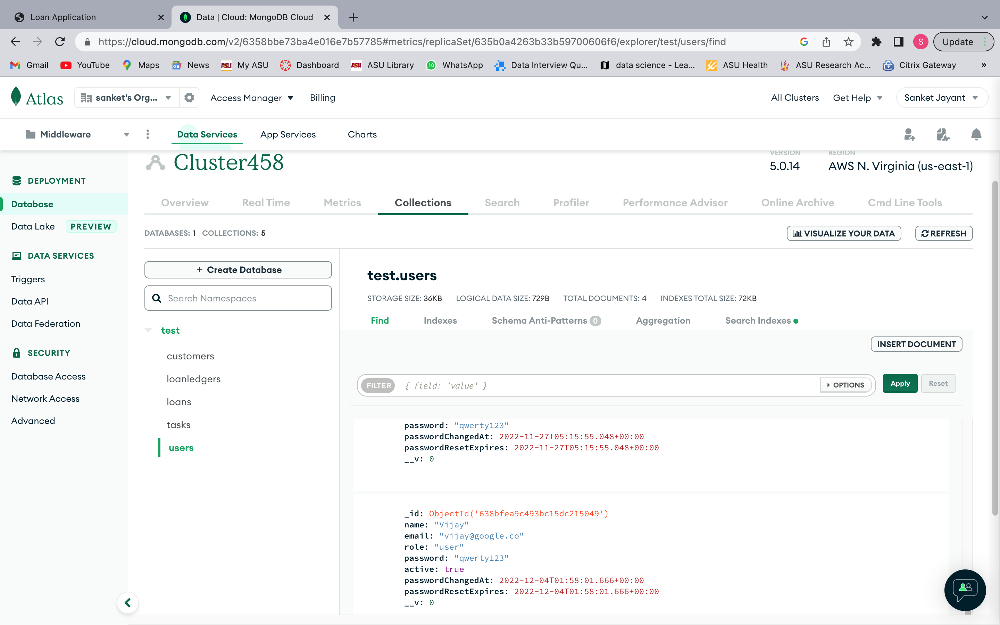 Loan Application
Data | Cloud: MongoDB Cloud
https://cloud.mongodb.com/v2/6358bbe73ba4e016e7b57785#metrics/replicaSet/635b0a4263b33b59700606f6/explorer/test/users/find
S
Update
Gmail
YouTube
Maps
News
My ASU
Dashboard
ASU Library
10
WhatsApp
Data Interview Qu...
data science - Lea...
ASU Health
ASU Research Ac...
Citrix Gateway
»
Atlas
sanket's Org...
Access Manager
Billing
All Clusters
Get Help
Sanket Jayant
Middleware
Data Services
App Services
Charts
Cluster458
VERSION
5.0.14
REGION
AWS N. Virginia (us-east-1)
DEPLOYMENT
Database
Data Lake PREVIEW
DATA SERVICES
Triggers
Data API
Data Federation
SECURITY
Database Access
Network Access
Advanced
Overview
Real Time
Metrics
Collections
Search
Profiler
Performance Advisor
Online Archive
Cmd Line Tools
DATABASES: 1 COLLECTIONS: 5
VISUALIZE YOUR DATA
REFRESH
+ Create Database
Search Namespaces
test
customers
loanledgers
loans
tasks
users
test.users
STORAGE SIZE: 36KB LOGICAL DATA SIZE: 729B TOTAL DOCUMENTS: 4 INDEXES TOTAL SIZE: 72KB
Find
Indexes
Schema Anti-Patterns 0
Aggregation
Search Indexes
INSERT DOCUMENT
FILTER { field: 'value' }
OPTIONS
Apply
Reset
password: "qwerty123"
passwordChangedAt: 2022-11-27T05:15:55.048+00:00
passwordResetExpires: 2022-11-27T05:15:55.048+00:00
__v: 0
_id: ObjectId('638bfea9c493bc15dc215049')
name: "Vijay"
email: "vijay@google.co"
role: "user"
password: "qwerty123"
active: true
passwordChangedAt: 2022-12-04T01:58:01.666+00:00
passwordResetExpires: 2022-12-04T01:58:01.666+00:00
__v: 0